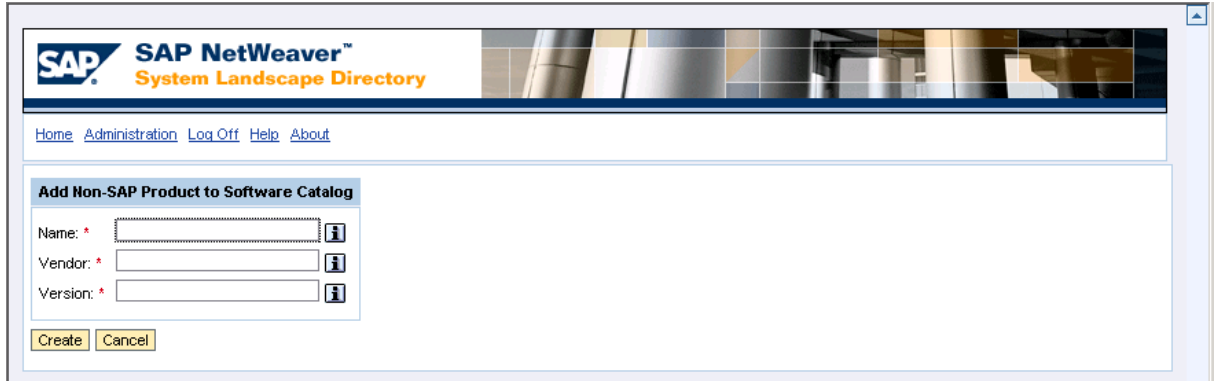 SAP
SAP NetWeaver™
System Landscape Directory
Home Administration Log Off Help About
Add Non-SAP Product to Software Catalog
Name: *
Vendor: *
Version: *
Create Cancel